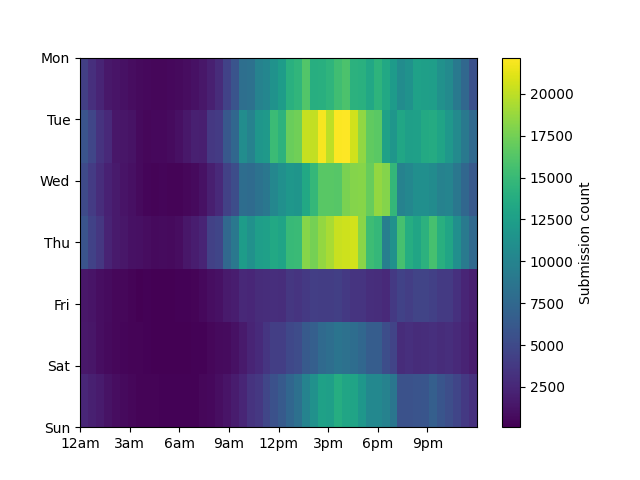 Mon
Tue
Wed
Thu
Fri
Sat
Sun
12am 3am 6am 9am 12pm 3pm 6pm 9pm
20000
17500
15000
12500
10000
7500
5000
2500
Submission count